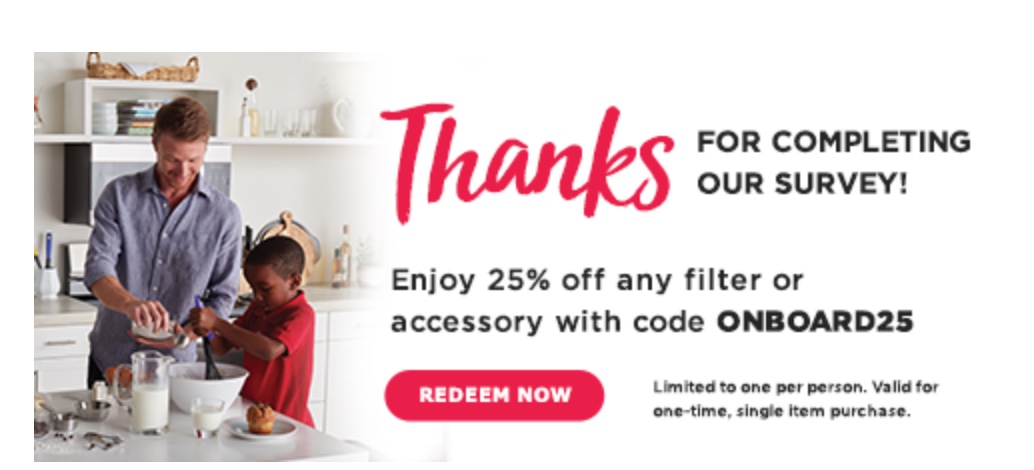 Thanks FOR COMPLETING
OUR SURVEY!
Enjoy 25% off any filter or
accessory with code ONBOARD25
REDEEM NOW
Limited to one per person. Valid for
one-time, single item purchase.